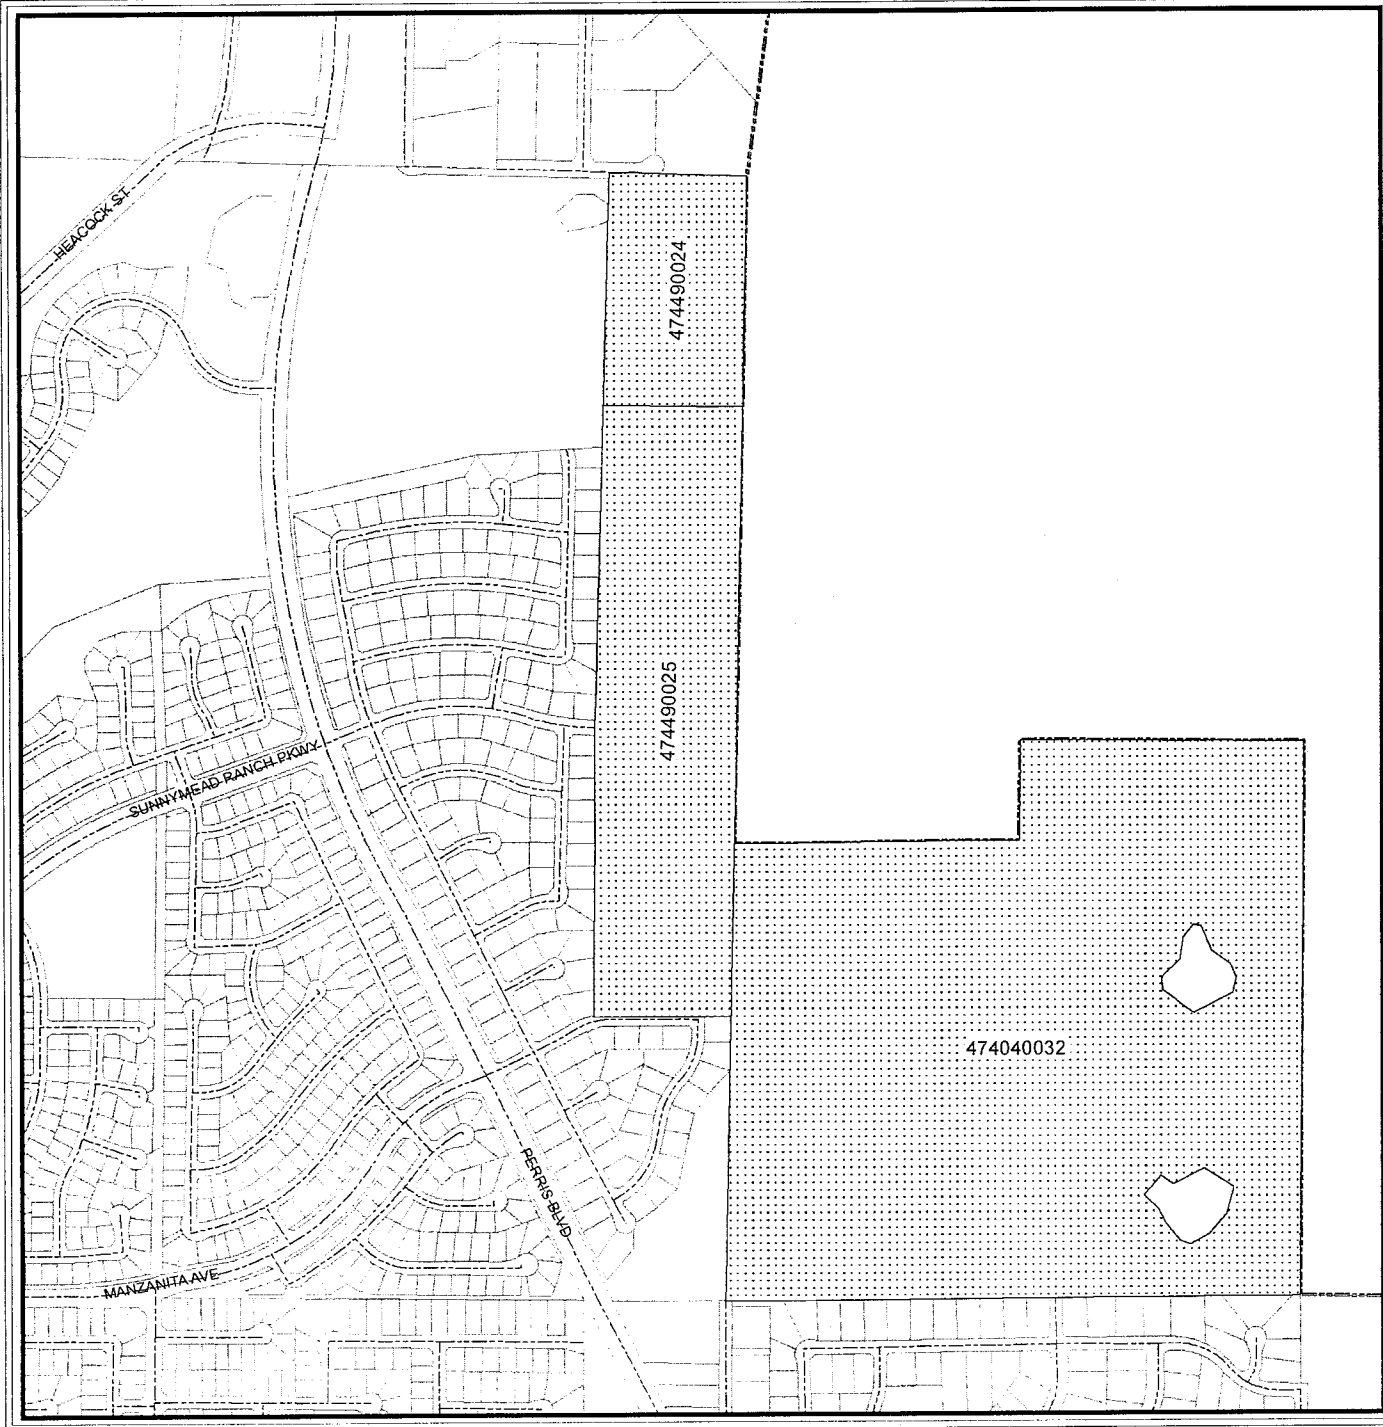 HEACOCK ST
474490024
474490025
SUNNYMEAD RANCH PKWY
474040032
PERRIS BLVD
MANZANITA AVE